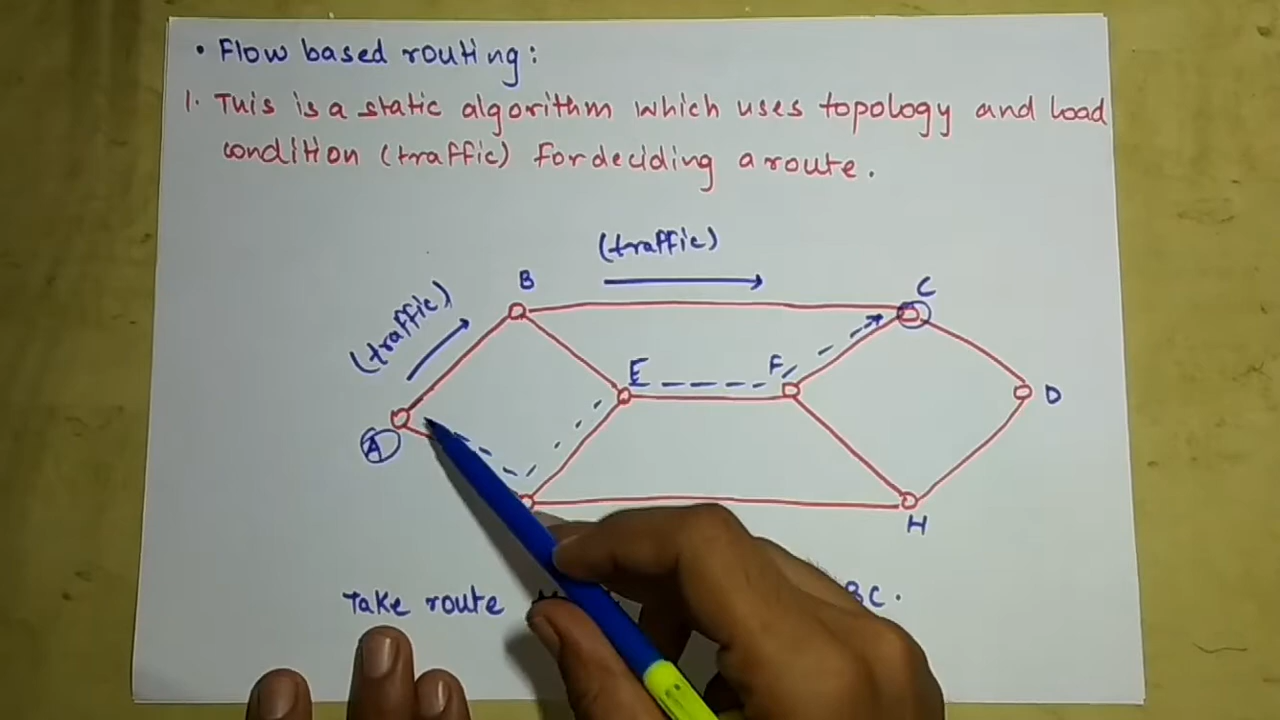 • Flow based routing:
1. This is a static algorithm which uses topology and load
condition (traffic) for deciding a route.
(traffic)
B
C
(traffic)
E
F
D
A
H
Take route
BC.